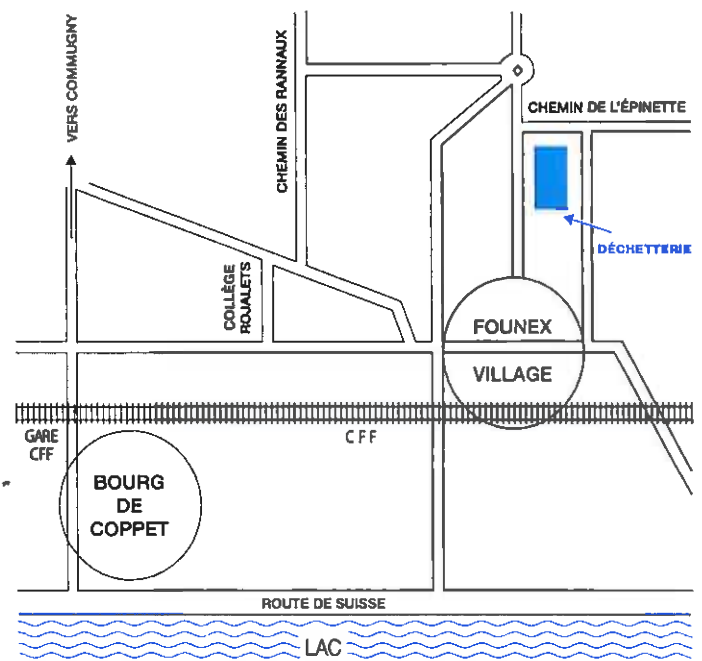 VERS COMMUGNY
CHEMIN DES RANNAUX
CHEMIN DE L'ÉPINETTE
DÉCHETTERIE
COLLÈGE
ROJALETS
FOUNEX
VILLAGE
GARE
CFF
CFF
BOURG
DE
COPPET
ROUTE DE SUISSE
LAC